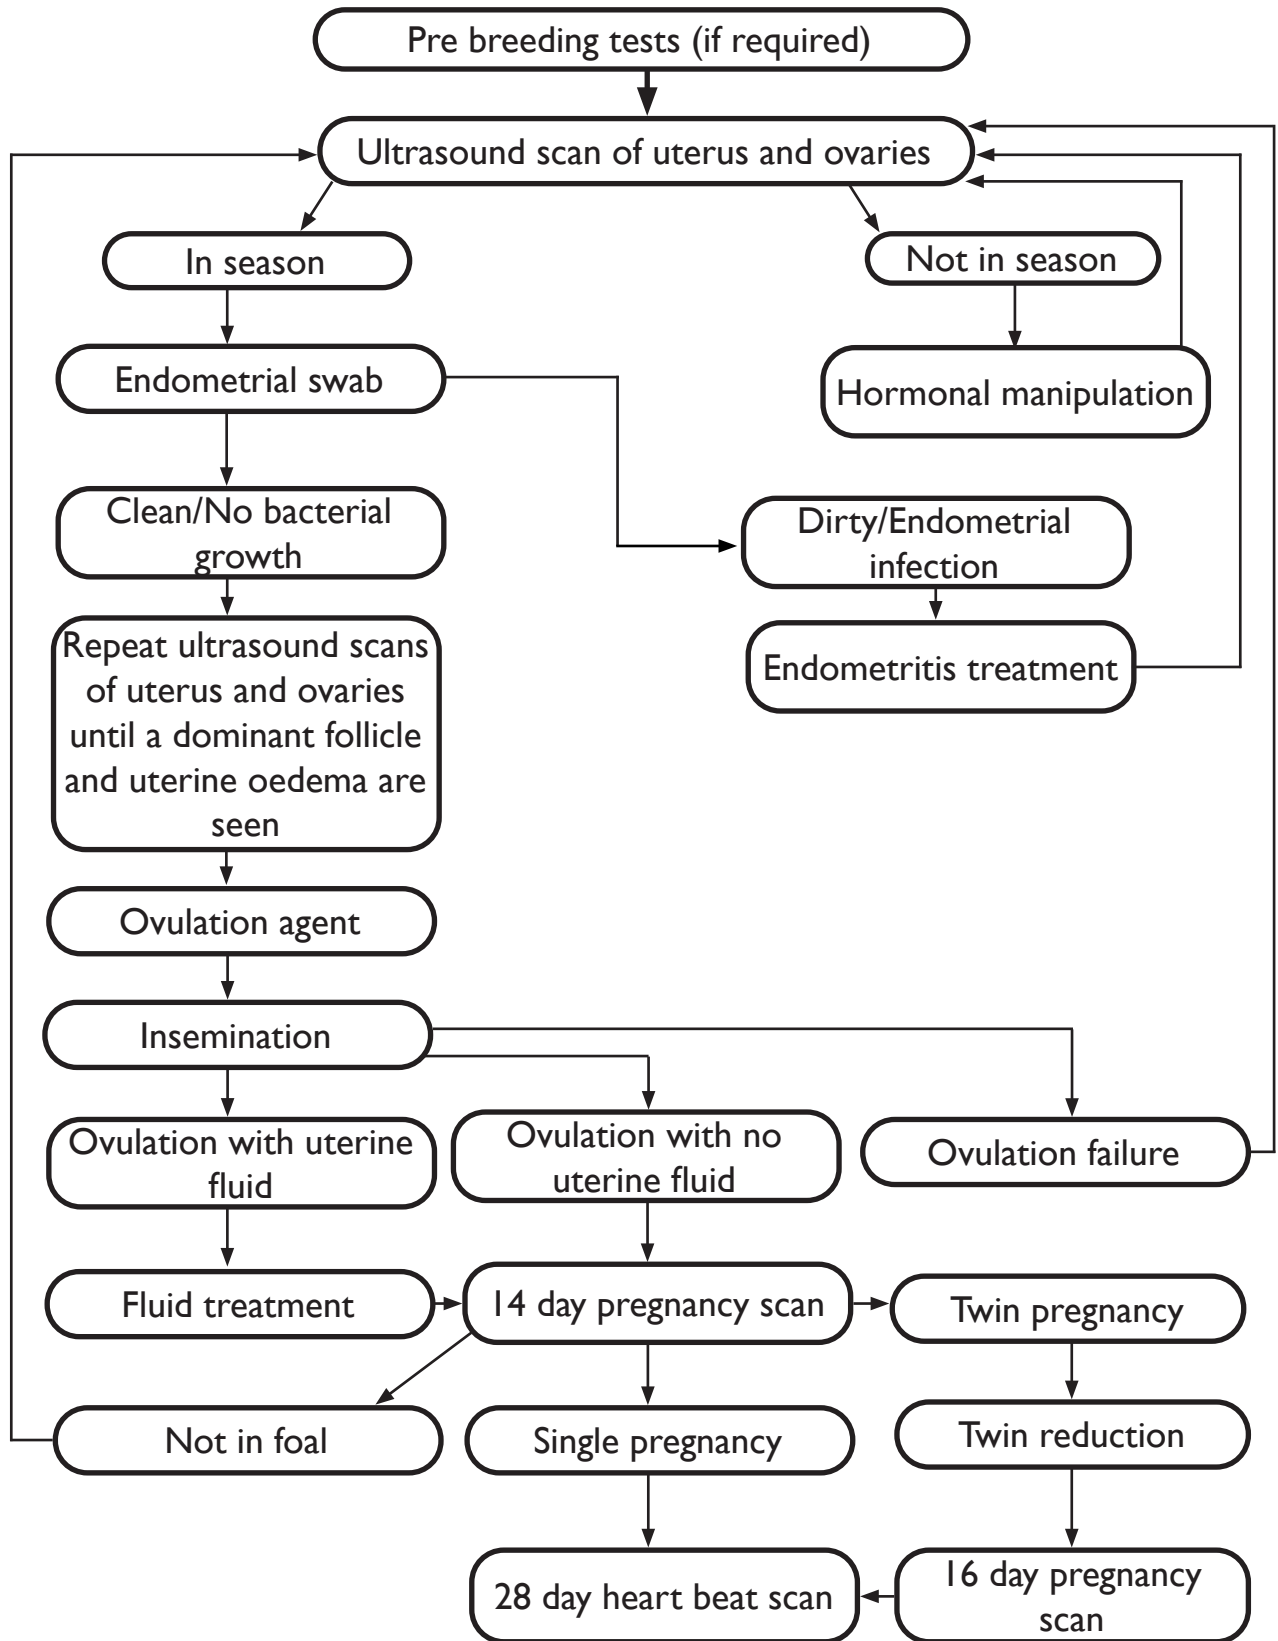 Pre breeding tests (if required)
Ultrasound scan of uterus and ovaries
In season
Not in season
Endometrial swab
Hormonal manipulation
Clean/No bacterial
growth
Dirty/Endometrial
infection
Repeat ultrasound scans
of uterus and ovaries
until a dominant follicle
and uterine oedema are
seen
Endometritis treatment
Ovulation agent
Insemination
Ovulation with uterine
fluid
Ovulation with no
uterine fluid
Ovulation failure
Fluid treatment
14 day pregnancy scan
Twin pregnancy
Not in foal
Single pregnancy
Twin reduction
28 day heart beat scan
16 day pregnancy
scan